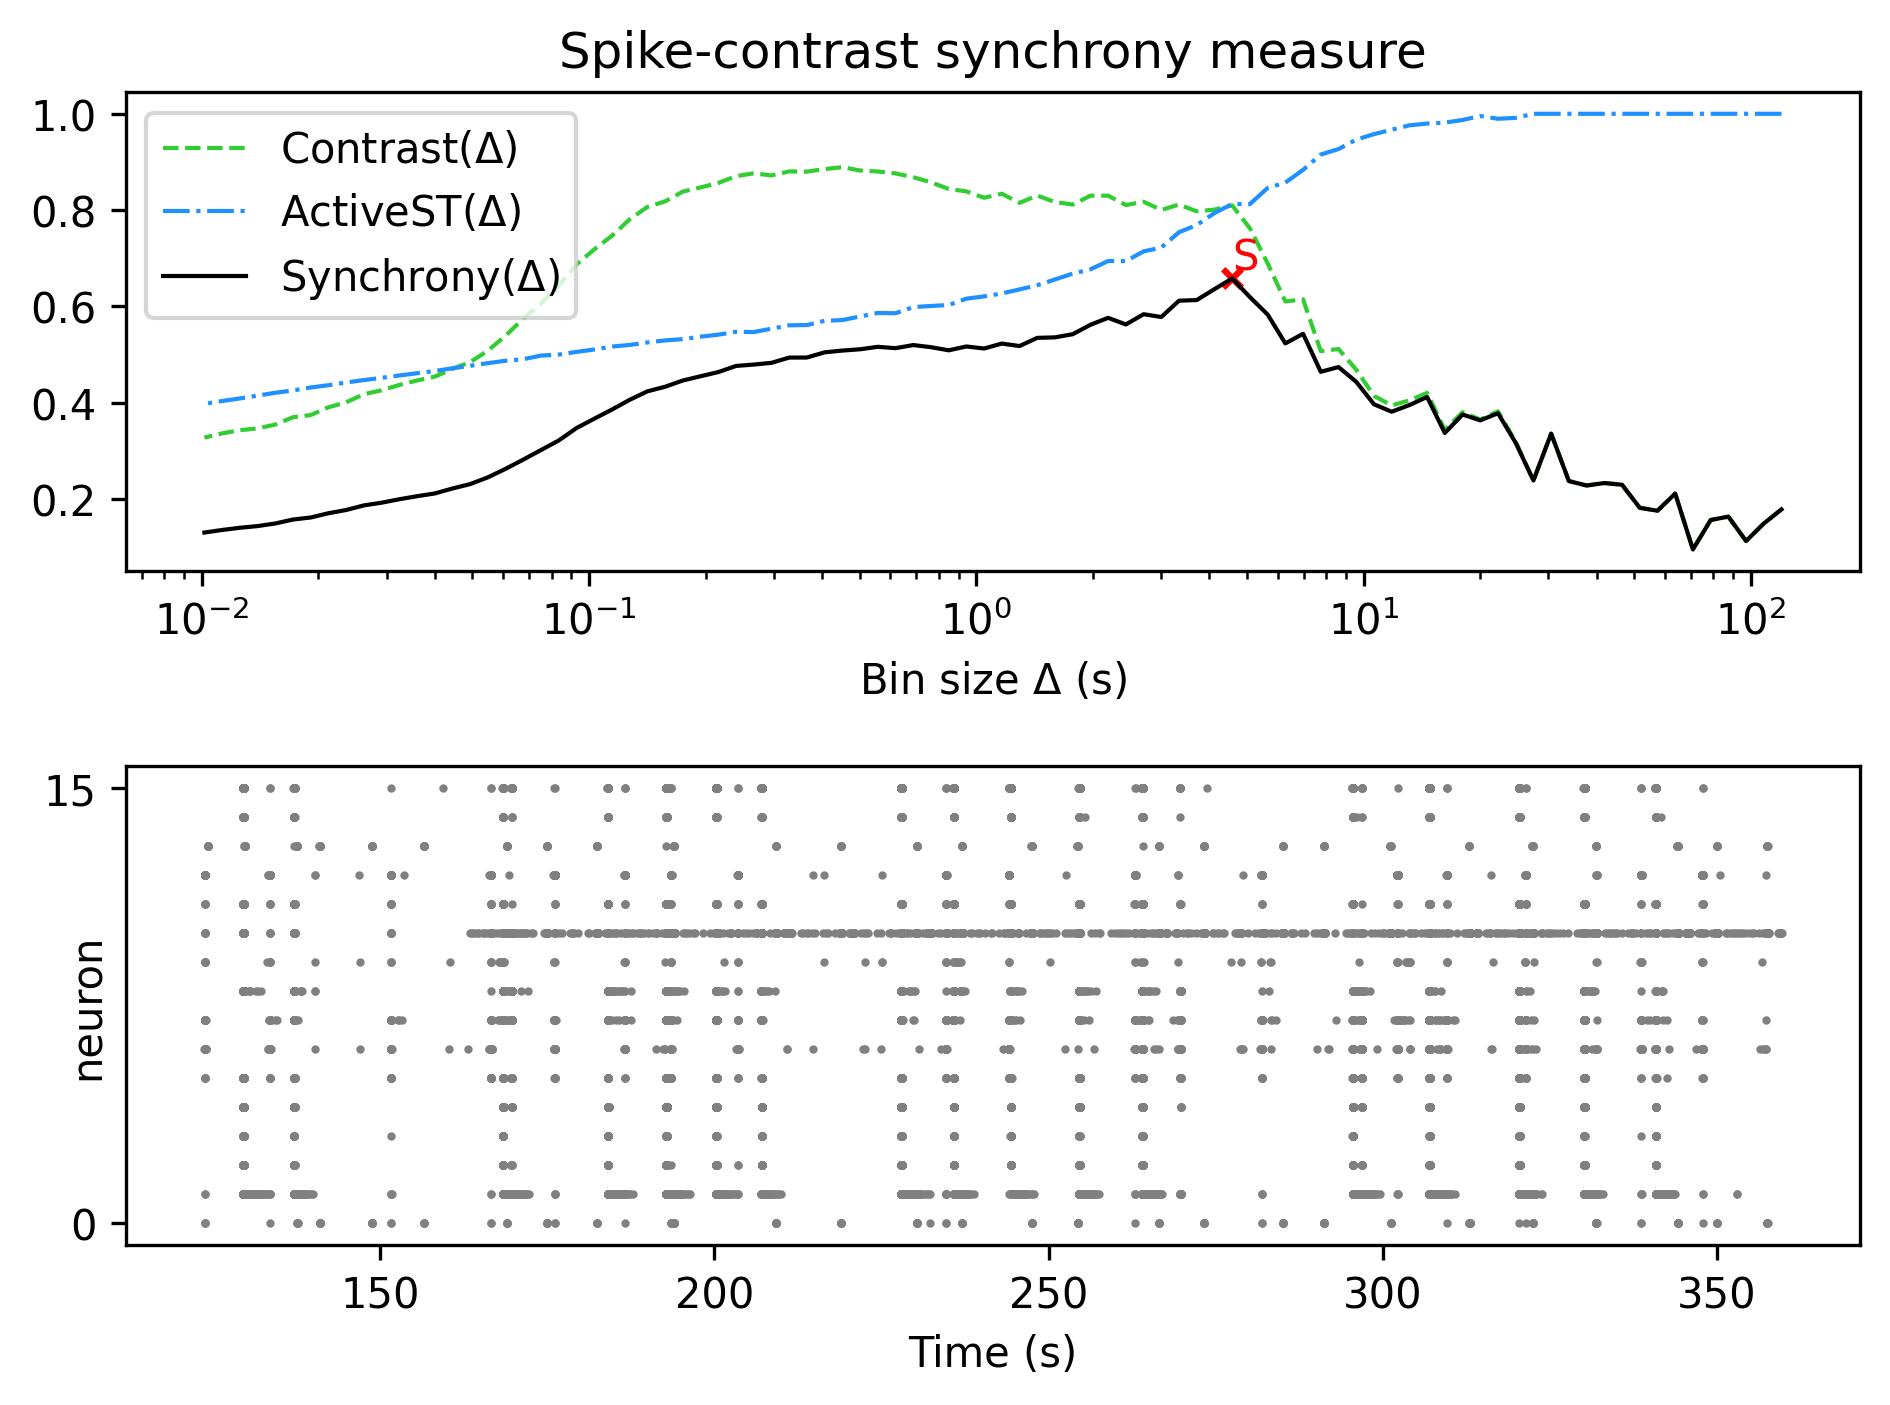 Spike-contrast synchrony measure
1.0
0.8
0.6
0.4
0.2
Contrast(Δ)
ActiveST(Δ)
Synchrony(Δ)
S
10⁻² 10⁻¹ 10⁰ 10¹ 10²
Bin size Δ (s)
15
neuron
0
150 200 250 300 350
Time (s)